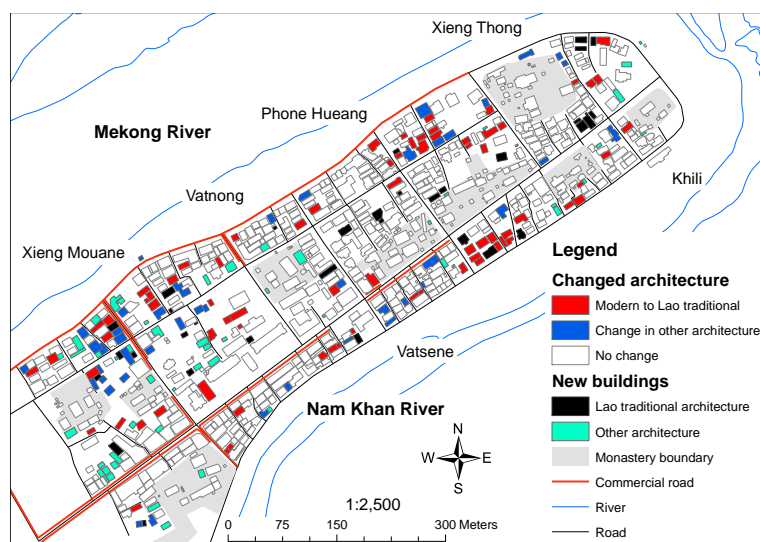 Xieng Thong
Phone Hueang
Mekong River
Vatnong
Khili
Xieng Mouane
Vatsene
Nam Khan River
Legend
Changed architecture
Modern to Lao traditional
Change in other architecture
No change
New buildings
Lao traditional architecture
Other architecture
Monastery boundary
Commercial road
River
Road
N
W E
S
1:2,500
0 75 150 300 Meters